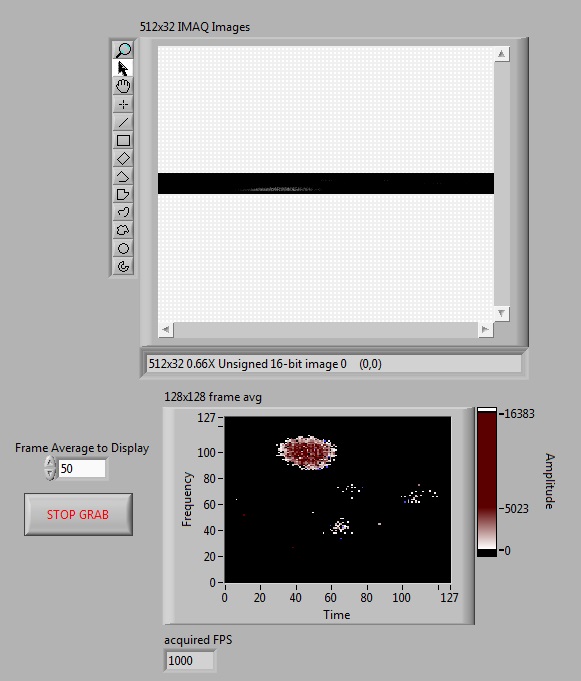 512x32 IMAQ Images
512x32 0.66X Unsigned 16-bit image 0 (0,0)
128x128 frame avg
Frame Average to Display
50
STOP GRAB
127
100
80
60
40
20
0
Frequency
0 20 40 60 80 100 127
Time
16383
5023
0
Amplitude
acquired FPS
1000